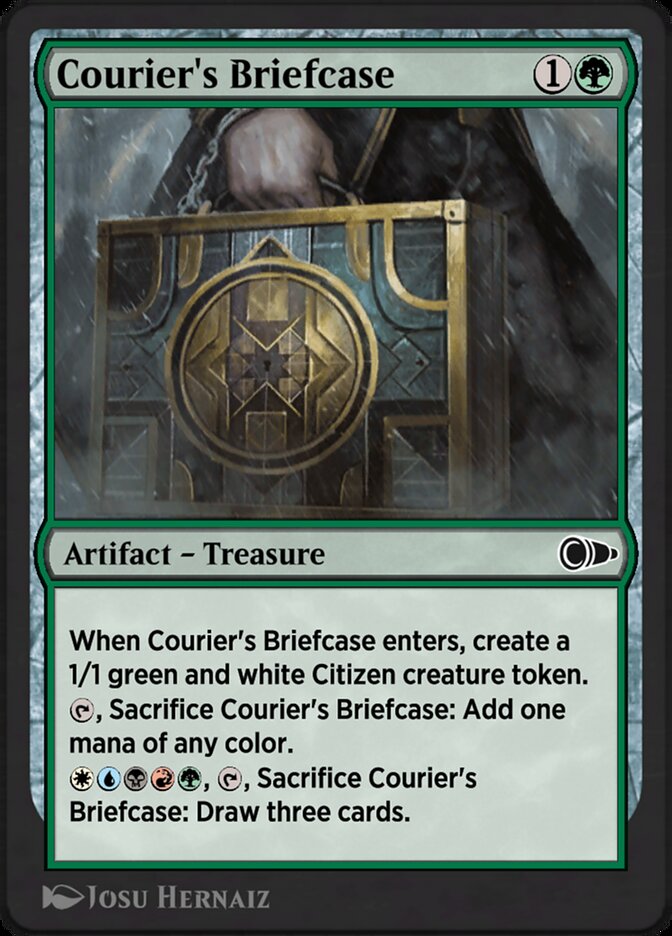 Courier's Briefcase 1
Artifact – Treasure
When Courier's Briefcase enters, create a
1/1 green and white Citizen creature token.
, Sacrifice Courier's Briefcase: Add one
mana of any color.
, , Sacrifice Courier's
Briefcase: Draw three cards.
Josu Hernaiz